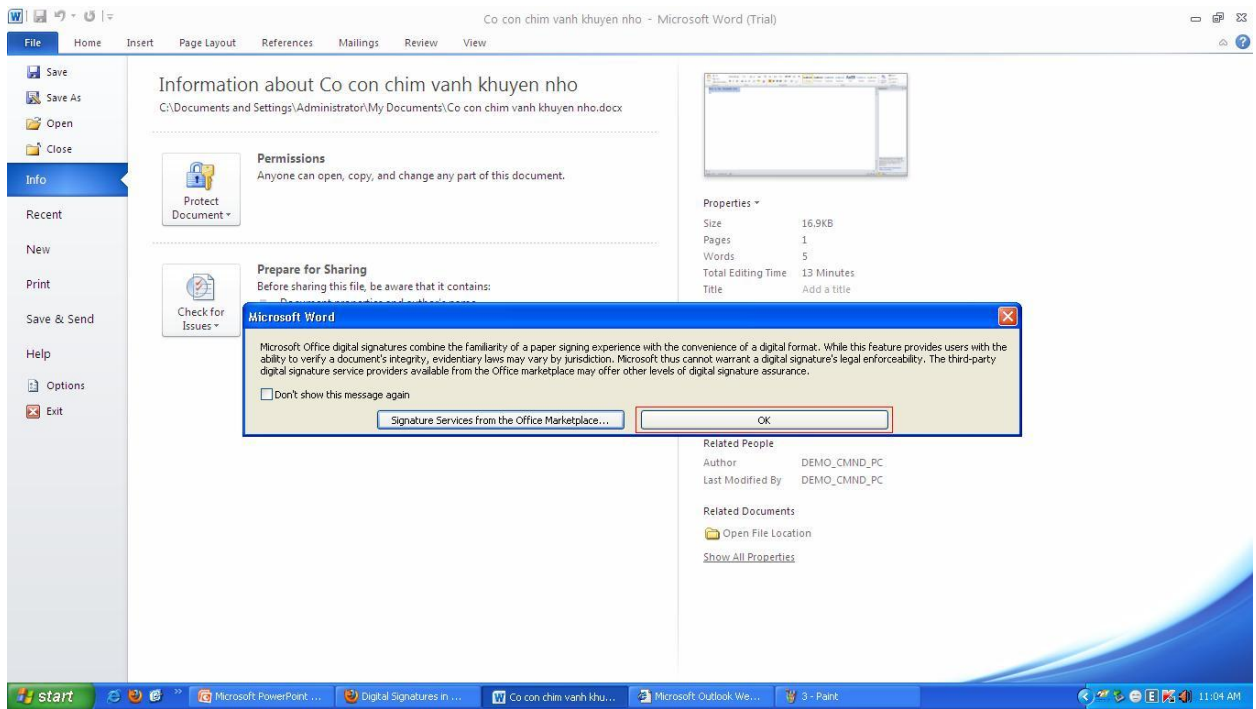 Co con chim vanh khuyen nho - Microsoft Word (Trial)
File Home Insert Page Layout References Mailings Review View
Save
Save As
Open
Close
Info
Recent
New
Print
Save & Send
Help
Options
Exit
Information about Co con chim vanh khuyen nho
C:\Documents and Settings\Administrator\My Documents\Co con chim vanh khuyen nho.docx
Protect
Document
Permissions
Anyone can open, copy, and change any part of this document.
Check for
Issues
Prepare for Sharing
Before sharing this file, be aware that it contains:
Document properties and author's name
Microsoft Word
Microsoft Office digital signatures combine the familiarity of a paper signing experience with the convenience of a digital format. While this feature provides users with the
ability to verify a document's integrity, evidentiary laws may vary by jurisdiction. Microsoft thus cannot warrant a digital signature's legal enforceability. The third-party
digital signature service providers available from the Office marketplace may offer other levels of digital signature assurance.
Don't show this message again
Signature Services from the Office Marketplace... OK
Properties
Size 16.9KB
Pages 1
Words 5
Total Editing Time 13 Minutes
Title Add a title
Related People
Author DEMO_CMND_PC
Last Modified By DEMO_CMND_PC
Related Documents
Open File Location
Show All Properties
start Microsoft PowerPoint ... Digital Signatures in ... Co con chim vanh khu... Microsoft Outlook We... 3 - Paint 11:04 AM